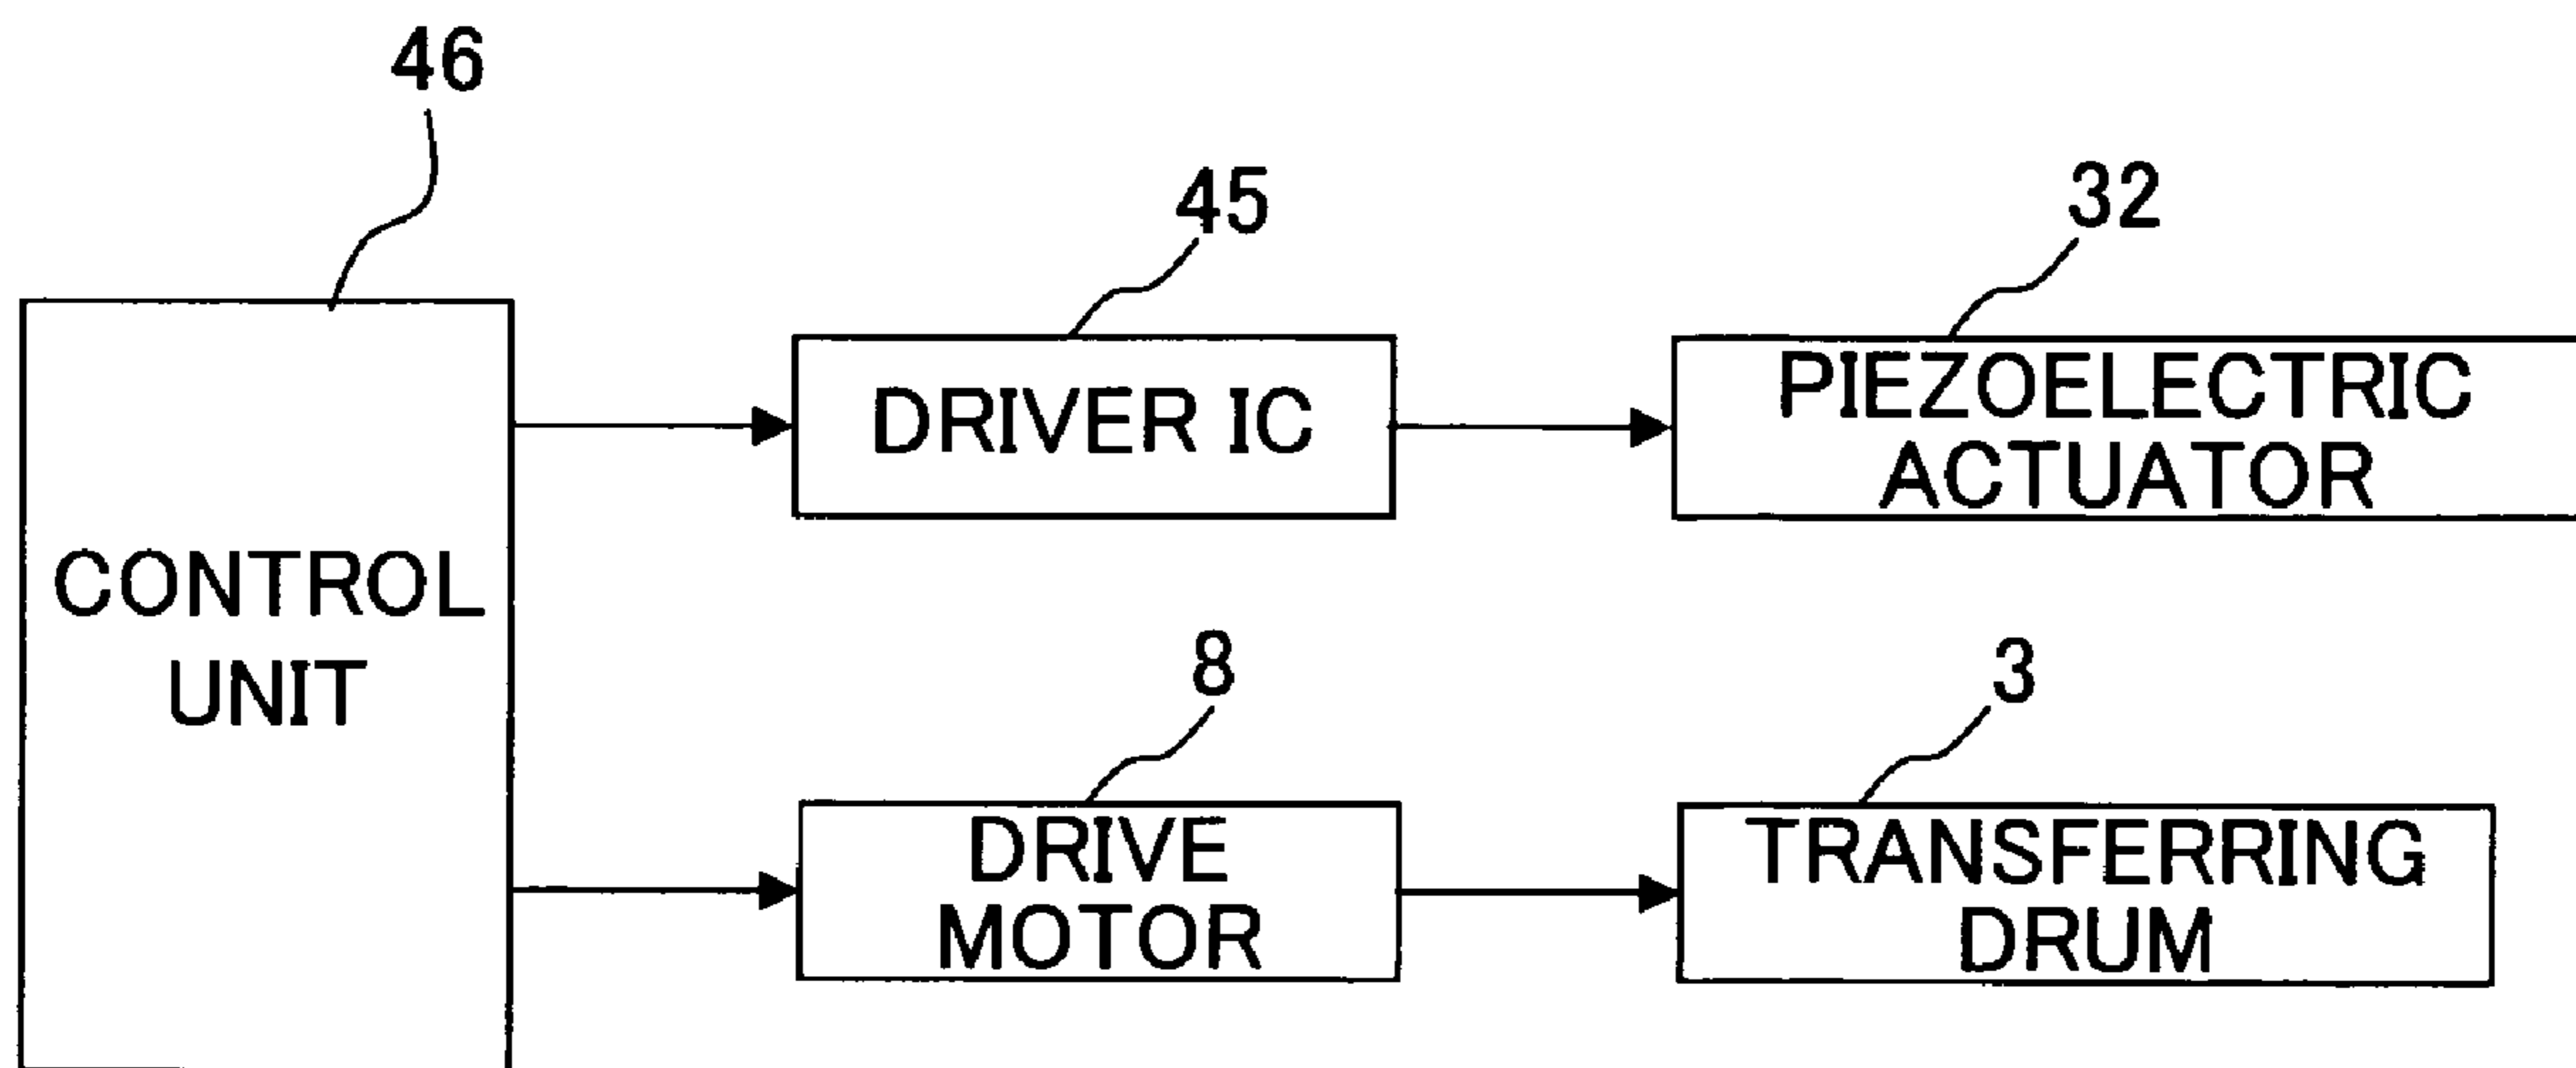 46
45
32
PIEZOELECTRIC
ACTUATOR
DRIVER IC
CONTROL
UNIT
8
3
DRIVE
MOTOR
TRANSFERRING
DRUM